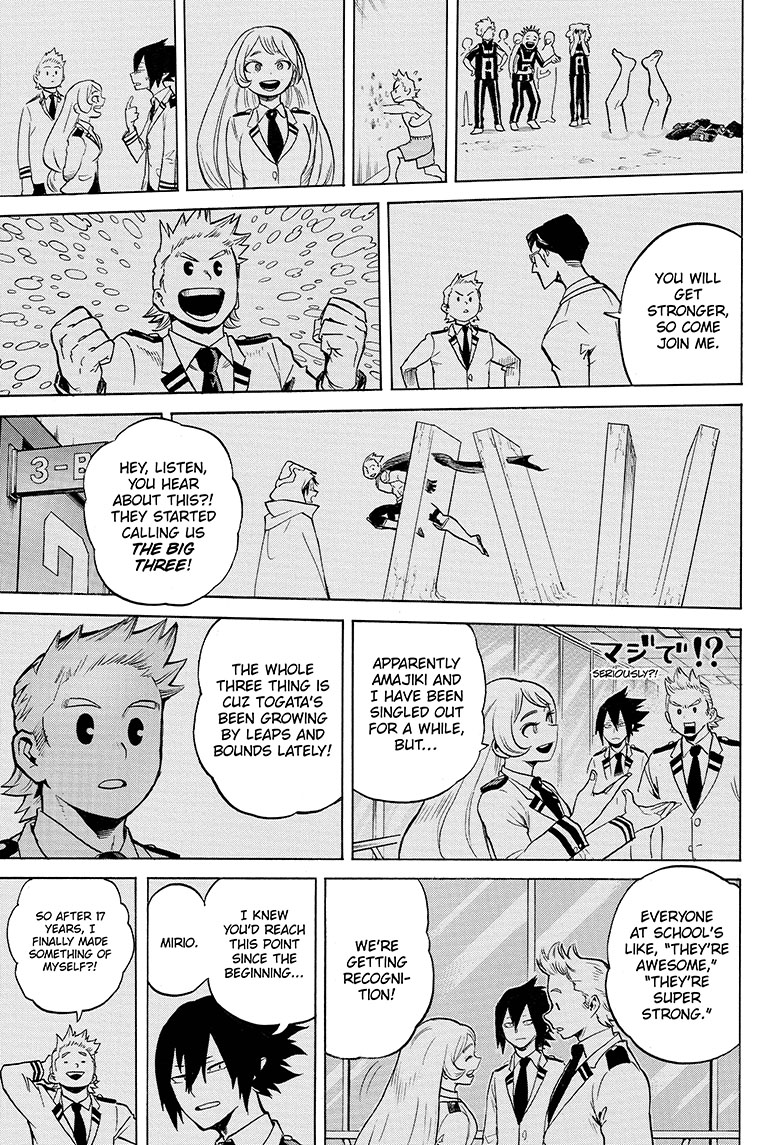 YOU WILL
GET
STRONGER,
SO COME
JOIN ME.
3-B
HEY, LISTEN,
YOU HEAR
ABOUT THIS?!
THEY STARTED
CALLING US
THE BIG
THREE!
マジで!?
SERIOUSLY?!
APPARENTLY
AMAJIKI AND
I HAVE BEEN
SINGLED OUT
FOR A WHILE,
BUT...
THE WHOLE
THREE THING IS
CUZ TOGATA'S
BEEN GROWING
BY LEAPS AND
BOUNDS LATELY!
EVERYONE
AT SCHOOL'S
LIKE, "THEY'RE
AWESOME,"
"THEY'RE
SUPER
STRONG."
WE'RE
GETTING
RECOGNI-
TION!
I KNEW
YOU'D REACH
THIS POINT
SINCE THE
BEGINNING...
MIRIO.
SO AFTER 17
YEARS, I
FINALLY MADE
SOMETHING OF
MYSELF?!